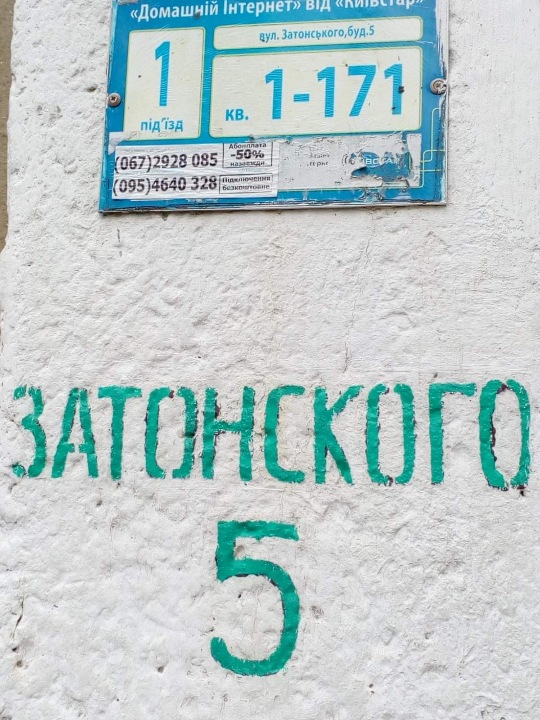 «Домашній Інтернет» від «Київстар»
вул. Затонського,буд.5
1
під'їзд
кв. 1-171
(067)2928 085
(095)4640 328
Абонплата
-50%
назавжди
Підключення
безкоштовне
ЗАТОНСКОГО
5